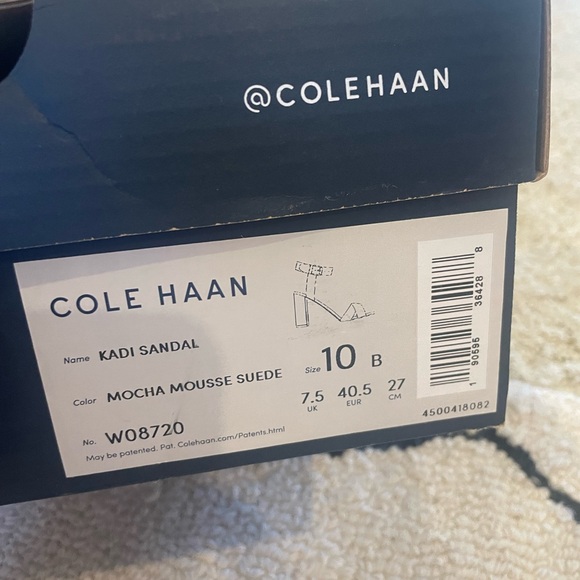 @COLEHAAN
COLE HAAN
Name KADI SANDAL
Color MOCHA MOUSSE SUEDE
No. W08720
May be patented. Pat. Colehaan.com/Patents.html
Size 10 B
7.5 40.5 27
UK EUR CM
1 90595 36428 8
4500418082